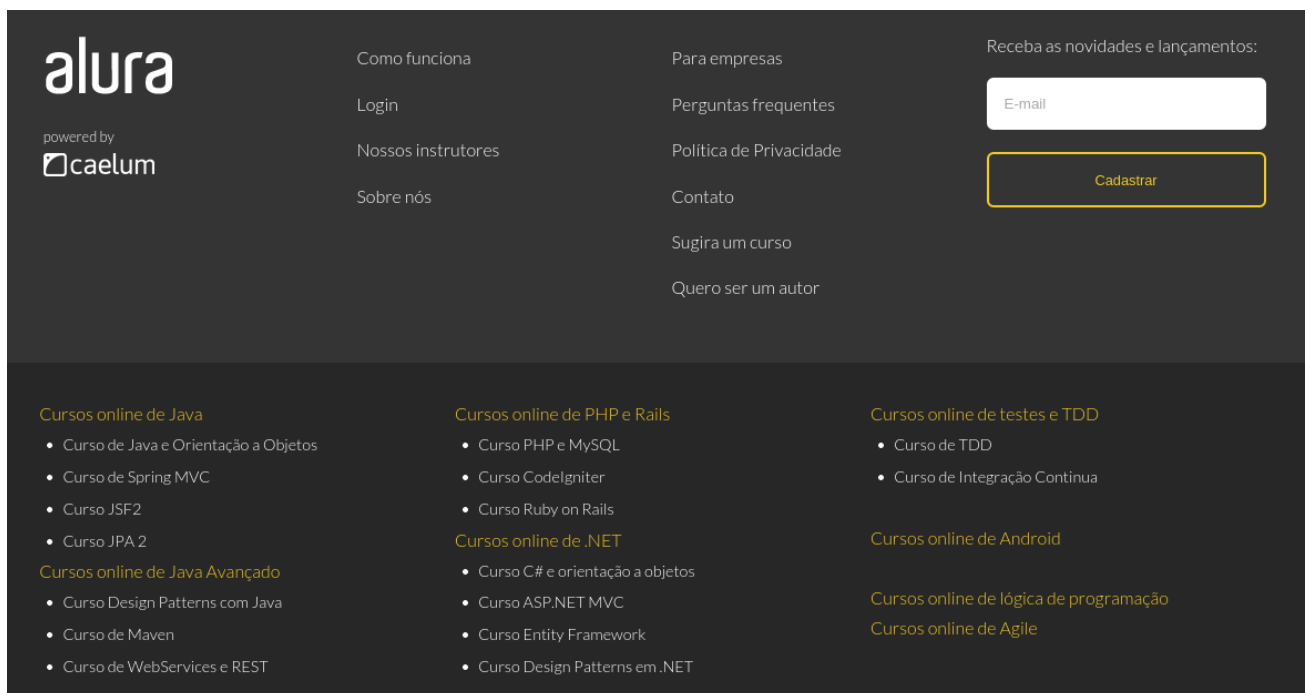 alura
powered by
caelum
Como funciona
Login
Nossos instrutores
Sobre nós
Para empresas
Perguntas frequentes
Política de Privacidade
Contato
Sugira um curso
Quero ser um autor
Receba as novidades e lançamentos:
E-mail
Cadastrar
Cursos online de Java
Curso de Java e Orientação a Objetos
Curso de Spring MVC
Curso JSF2
Curso JPA 2
Cursos online de Java Avançado
Curso Design Patterns com Java
Curso de Maven
Curso de WebServices e REST
Cursos online de PHP e Rails
Curso PHP e MySQL
Curso CodeIgniter
Curso Ruby on Rails
Cursos online de .NET
Curso C# e orientação a objetos
Curso ASP.NET MVC
Curso Entity Framework
Curso Design Patterns em .NET
Cursos online de testes e TDD
Curso de TDD
Curso de Integração Continua
Cursos online de Android
Cursos online de lógica de programação
Cursos online de Agile